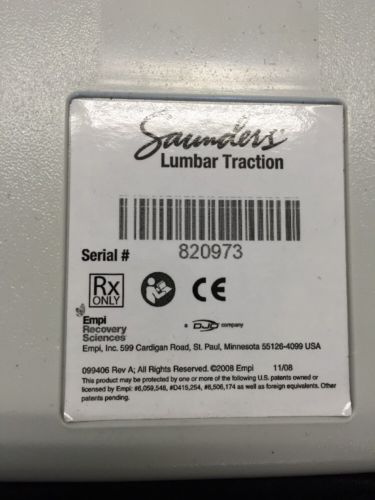 Saunders®
Lumbar Traction
Serial # 820973
Rx
ONLY
CE
Empi
Recovery
Sciences
a DJO company
Empi, Inc. 599 Cardigan Road, St. Paul, Minnesota 55126-4099 USA
099406 Rev A; All Rights Reserved. ©2008 Empi 11/08
This product may be protected by one or more of the following U.S. patents owned or
licensed by Empi: #6,059,548, #D415,254, #6,506,174 as well as foreign equivalents. Other
patents pending.